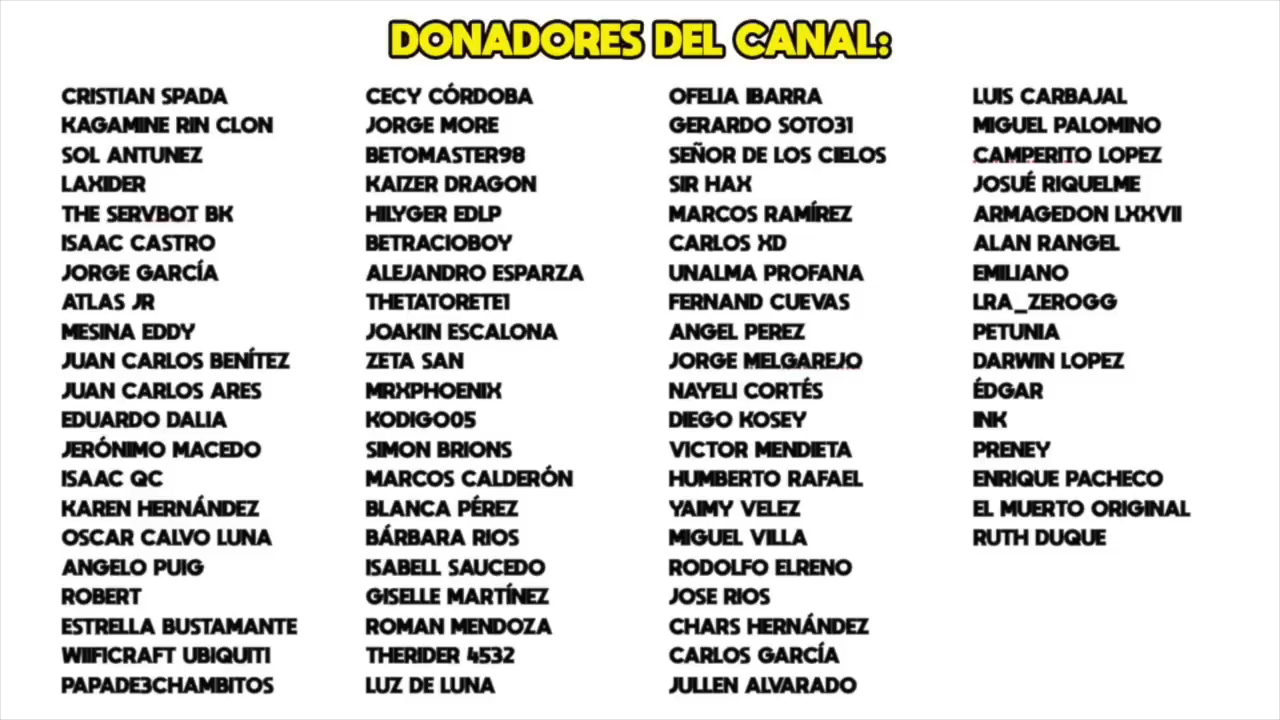 DONADORES DEL CANAL:
CRISTIAN SPADA
KAGAMINE RIN CLON
SOL ANTUNEZ
LAXIDER
THE SERVBOT BK
ISAAC CASTRO
JORGE GARCÍA
ATLAS JR
MESINA EDDY
JUAN CARLOS BENÍTEZ
JUAN CARLOS ARES
EDUARDO DALIA
JERÓNIMO MACEDO
ISAAC QC
KAREN HERNÁNDEZ
OSCAR CALVO LUNA
ANGELO PUIG
ROBERT
ESTRELLA BUSTAMANTE
WIIFICRAFT UBIQUITI
PAPADE3CHAMBITOS
CECY CÓRDOBA
JORGE MORE
BETOMASTER98
KAIZER DRAGON
HILYGER EDLP
BETRACIOBOY
ALEJANDRO ESPARZA
THETATORETE1
JOAKIN ESCALONA
ZETA SAN
MRXPHOENIX
KODIGO05
SIMON BRIONS
MARCOS CALDERÓN
BLANCA PÉREZ
BÁRBARA RIOS
ISABELL SAUCEDO
GISELLE MARTÍNEZ
ROMAN MENDOZA
THERIDER 4532
LUZ DE LUNA
OFELIA IBARRA
GERARDO SOTO31
SEÑOR DE LOS CIELOS
SIR HAX
MARCOS RAMÍREZ
CARLOS XD
UNALMA PROFANA
FERNAND CUEVAS
ANGEL PEREZ
JORGE MELGAREJO
NAYELI CORTÉS
DIEGO KOSEY
VICTOR MENDIETA
HUMBERTO RAFAEL
YAIMY VELEZ
MIGUEL VILLA
RODOLFO ELRENO
JOSE RIOS
CHARS HERNÁNDEZ
CARLOS GARCÍA
JULLEN ALVARADO
LUIS CARBAJAL
MIGUEL PALOMINO
CAMPERITO LOPEZ
JOSUÉ RIQUELME
ARMAGEDON LXXVII
ALAN RANGEL
EMILIANO
LRA_ZEROGG
PETUNIA
DARWIN LOPEZ
ÉDGAR
INK
PRENEY
ENRIQUE PACHECO
EL MUERTO ORIGINAL
RUTH DUQUE